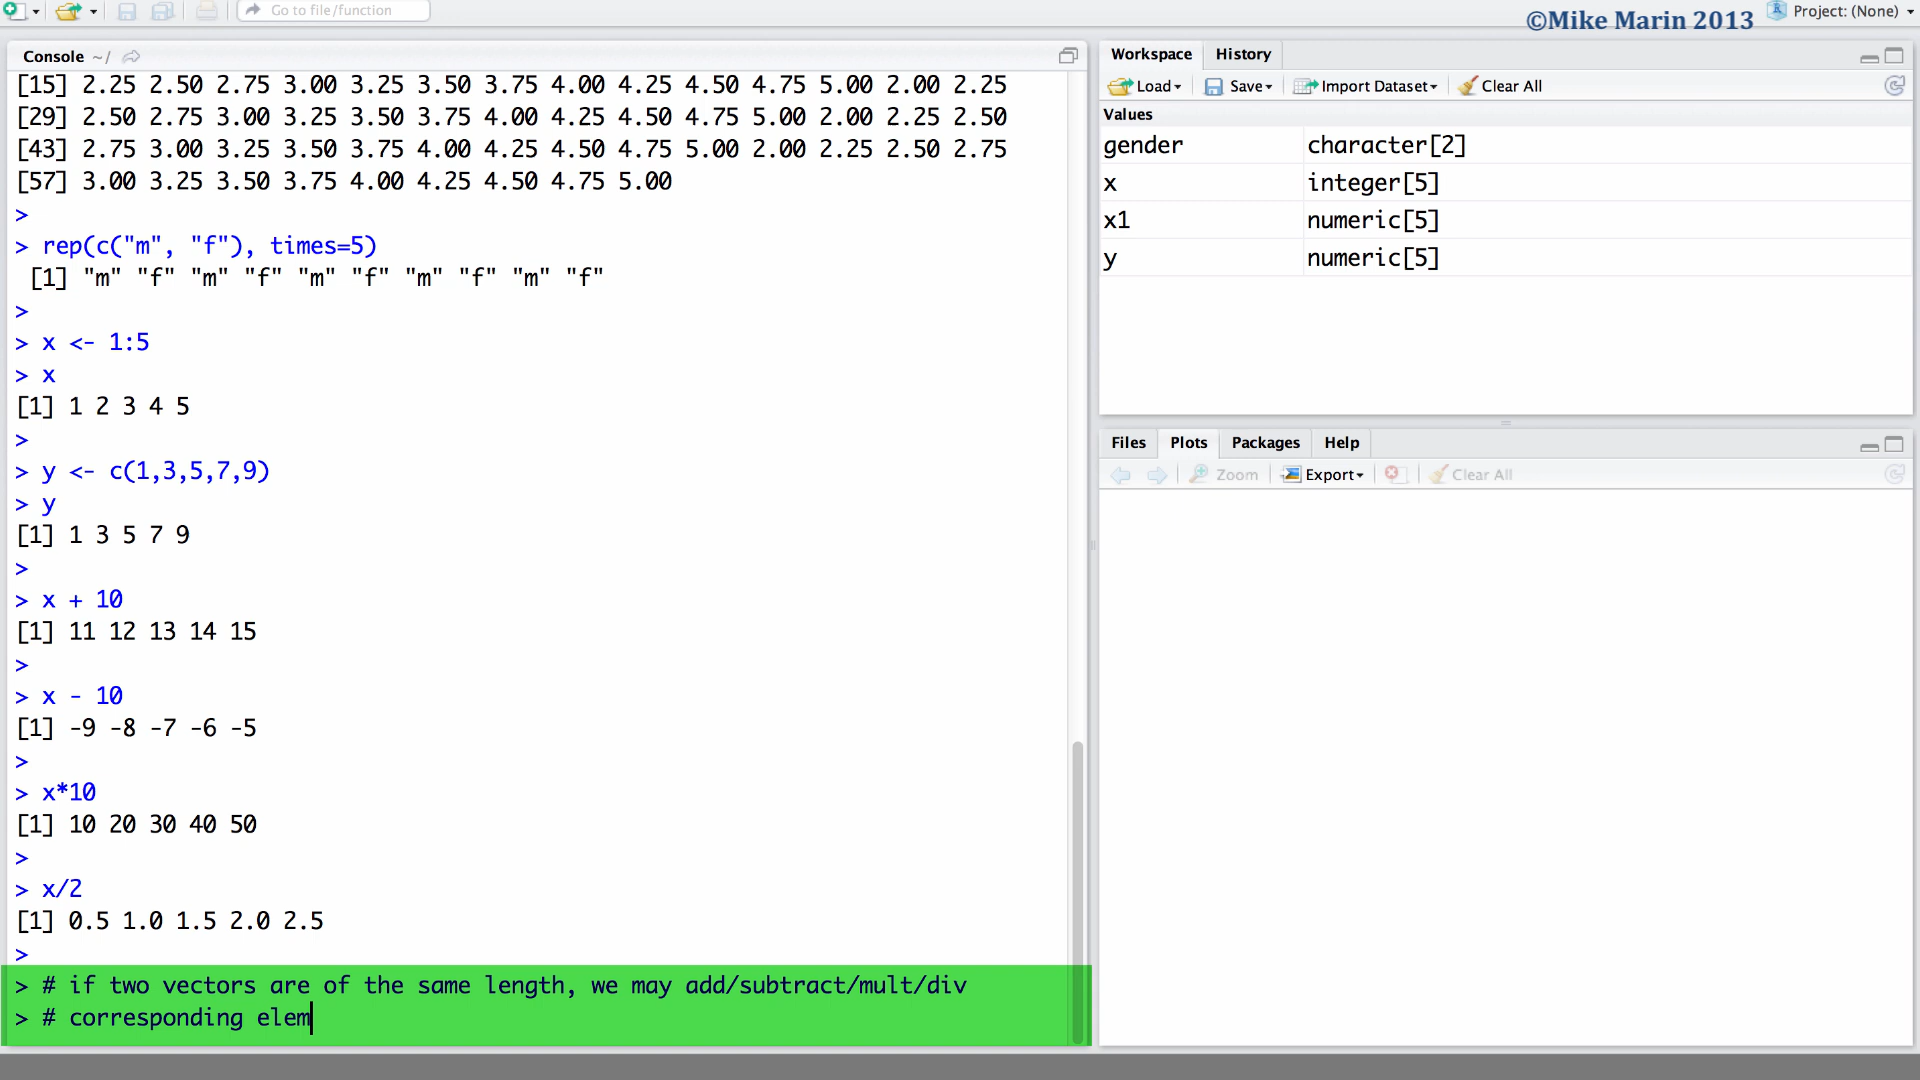 Go to file/function
©Mike Marin 2013
Project: (None)
Console ~/
[15] 2.25 2.50 2.75 3.00 3.25 3.50 3.75 4.00 4.25 4.50 4.75 5.00 2.00 2.25
[29] 2.50 2.75 3.00 3.25 3.50 3.75 4.00 4.25 4.50 4.75 5.00 2.00 2.25 2.50
[43] 2.75 3.00 3.25 3.50 3.75 4.00 4.25 4.50 4.75 5.00 2.00 2.25 2.50 2.75
[57] 3.00 3.25 3.50 3.75 4.00 4.25 4.50 4.75 5.00
>
> rep(c("m", "f"), times=5)
[1] "m" "f" "m" "f" "m" "f" "m" "f" "m" "f"
>
> x <- 1:5
> x
[1] 1 2 3 4 5
>
> y <- c(1,3,5,7,9)
> y
[1] 1 3 5 7 9
>
> x + 10
[1] 11 12 13 14 15
>
> x - 10
[1] -9 -8 -7 -6 -5
>
> x*10
[1] 10 20 30 40 50
>
> x/2
[1] 0.5 1.0 1.5 2.0 2.5
>
> # if two vectors are of the same length, we may add/subtract/mult/div
> # corresponding elem
Workspace History
Load Save Import Dataset Clear All
Values
gender character[2]
x integer[5]
x1 numeric[5]
y numeric[5]
Files Plots Packages Help
Zoom Export Clear All